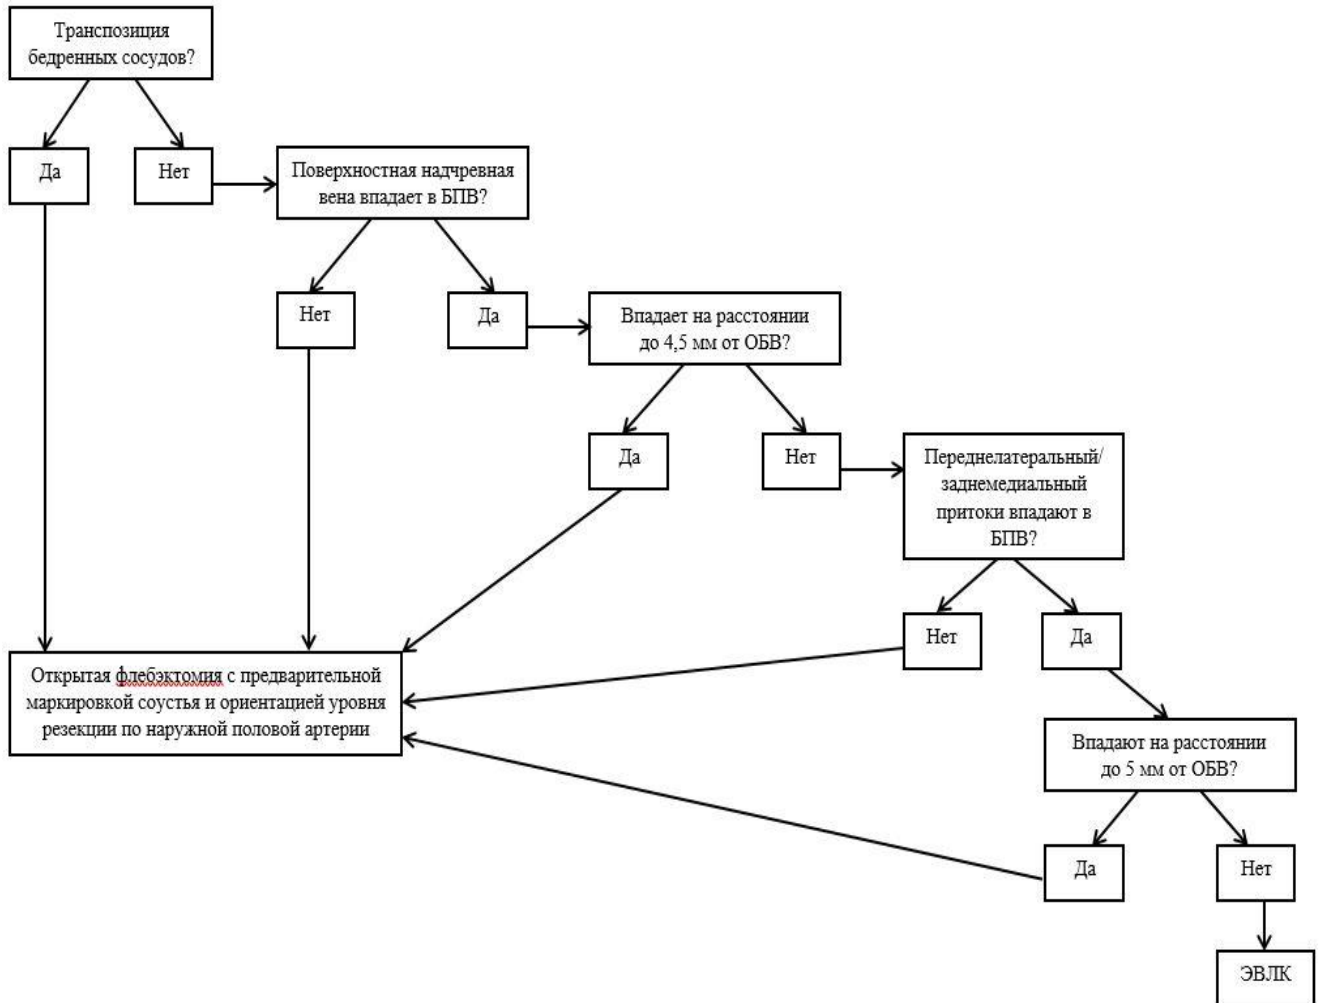 Транспозиция
бедренных сосудов?
Да
Нет
Поверхностная надчревная
вена впадает в БПВ?
Нет
Да
Впадает на расстоянии
до 4,5 мм от ОБВ?
Да
Нет
Переднелатеральный/
заднемедиальный
притоки впадают в
БПВ?
Нет
Да
Открытая флебэктомия с предварительной
маркировкой соустья и ориентацией уровня
резекции по наружной половой артерии
Впадают на расстоянии
до 5 мм от ОБВ?
Да
Нет
ЭВЛК